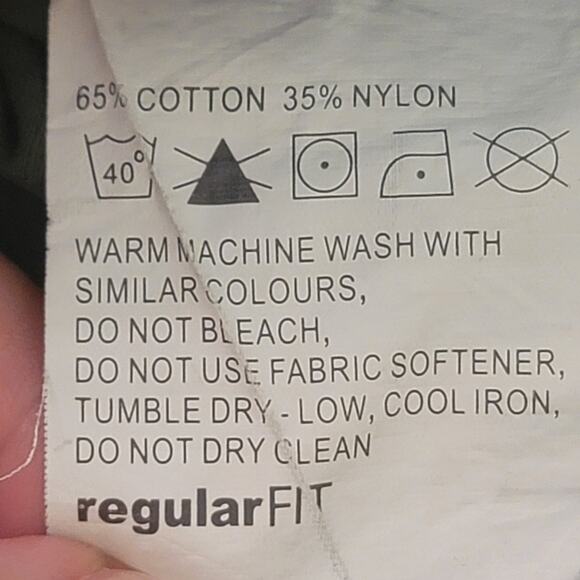 65% COTTON 35% NYLON
40°
WARM MACHINE WASH WITH
SIMILAR COLOURS,
DO NOT BLEACH,
DO NOT USE FABRIC SOFTENER,
TUMBLE DRY - LOW, COOL IRON,
DO NOT DRY CLEAN
regularFIT